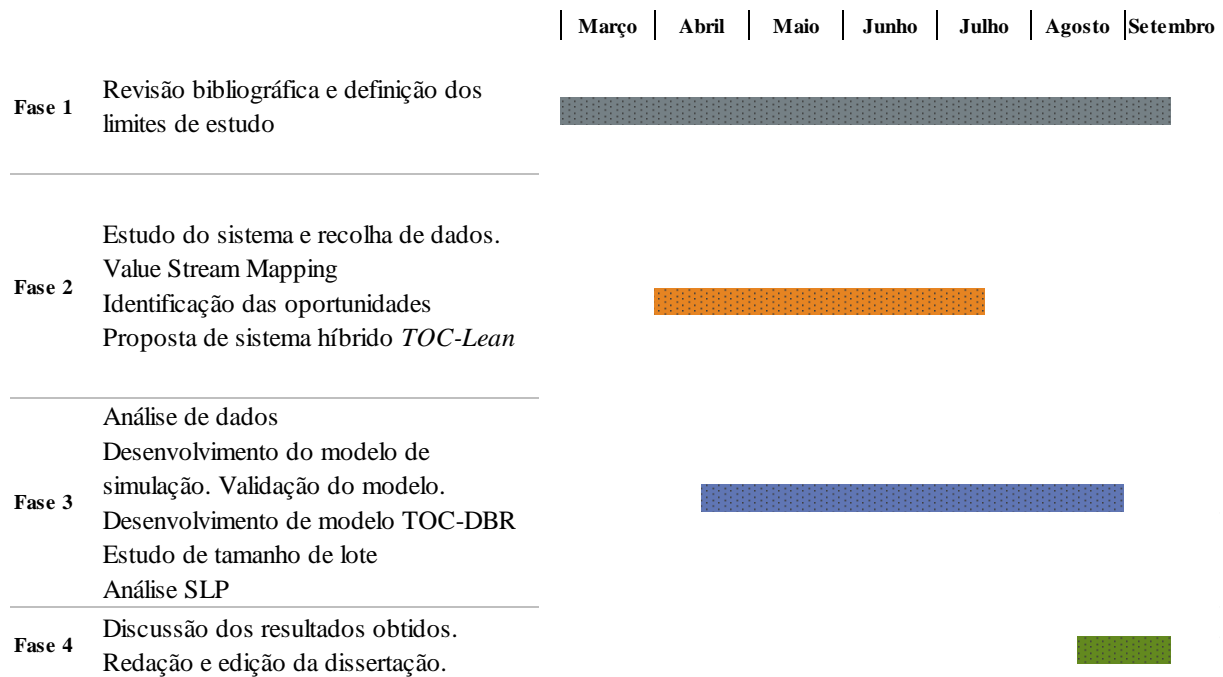 Março Abril Maio Junho Julho Agosto Setembro
Revisão bibliográfica e definição dos
Fase 1
limites de estudo
Estudo do sistema e recolha de dados.
Value Stream Mapping
Fase 2
Identificação das oportunidades
Proposta de sistema híbrido TOC-Lean
Análise de dados
Desenvolvimento do modelo de
simulação. Validação do modelo.
Fase 3
Desenvolvimento de modelo TOC-DBR
Estudo de tamanho de lote
Análise SLP
Discussão dos resultados obtidos.
Fase 4
Redação e edição da dissertação.